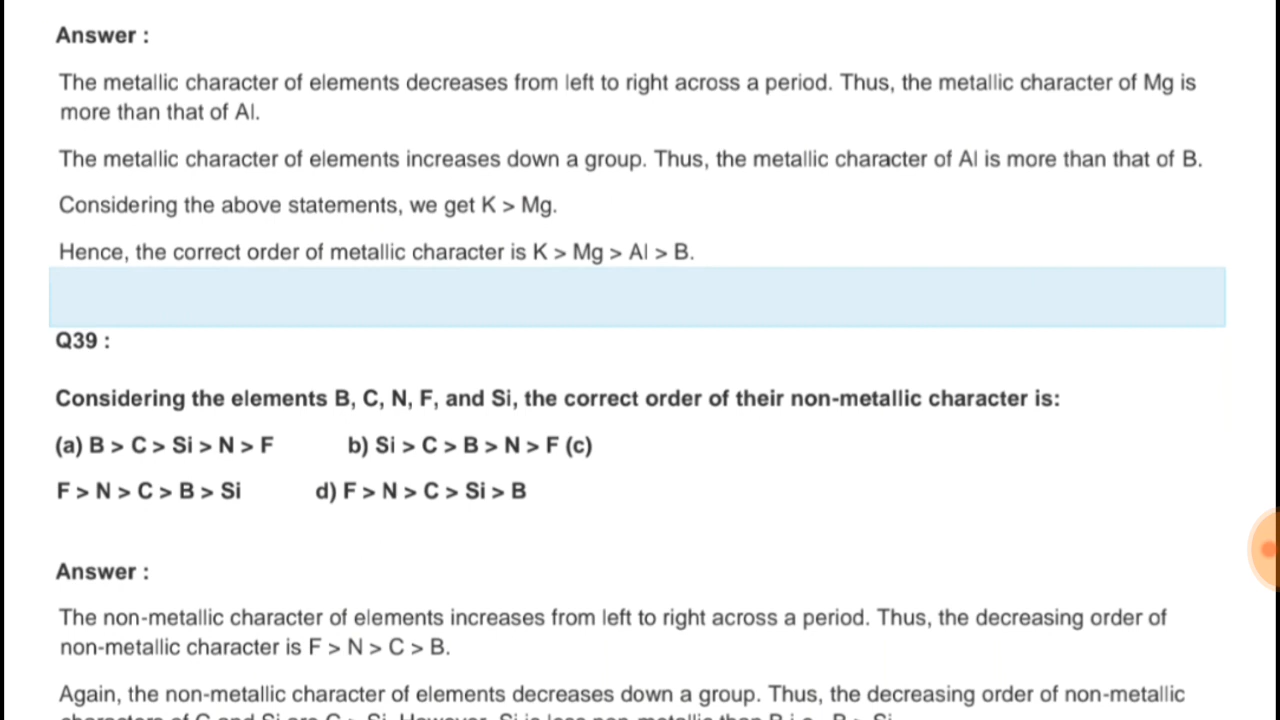 Answer :
The metallic character of elements decreases from left to right across a period. Thus, the metallic character of Mg is
more than that of Al.
The metallic character of elements increases down a group. Thus, the metallic character of Al is more than that of B.
Considering the above statements, we get K > Mg.
Hence, the correct order of metallic character is K > Mg > Al > B.
Q39 :
Considering the elements B, C, N, F, and Si, the correct order of their non-metallic character is:
(a) B > C > Si > N > F b) Si > C > B > N > F (c)
F > N > C > B > Si d) F > N > C > Si > B
Answer :
The non-metallic character of elements increases from left to right across a period. Thus, the decreasing order of
non-metallic character is F > N > C > B.
Again, the non-metallic character of elements decreases down a group. Thus, the decreasing order of non-metallic